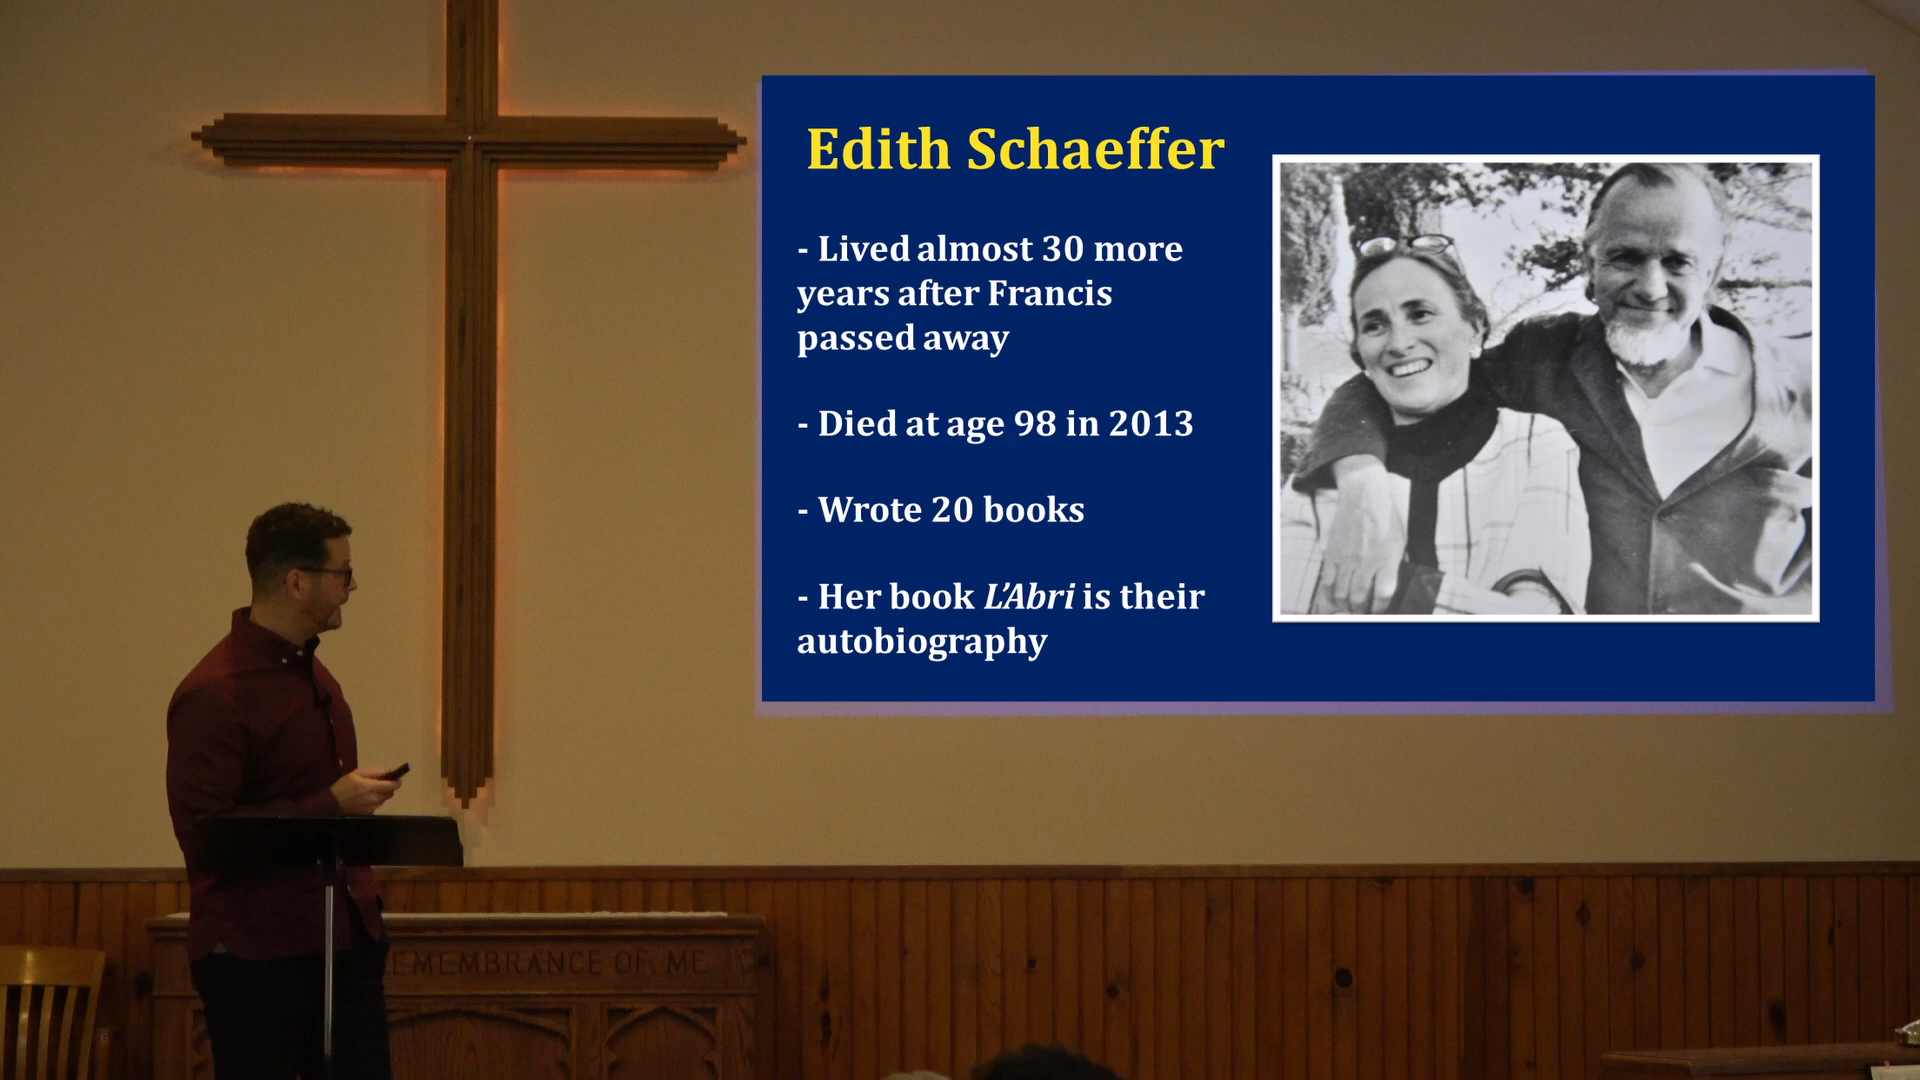 Edith Schaeffer
- Lived almost 30 more
years after Francis
passed away
- Died at age 98 in 2013
- Wrote 20 books
- Her book L’Abri is their
autobiography
EMEMBRANCE OF ME